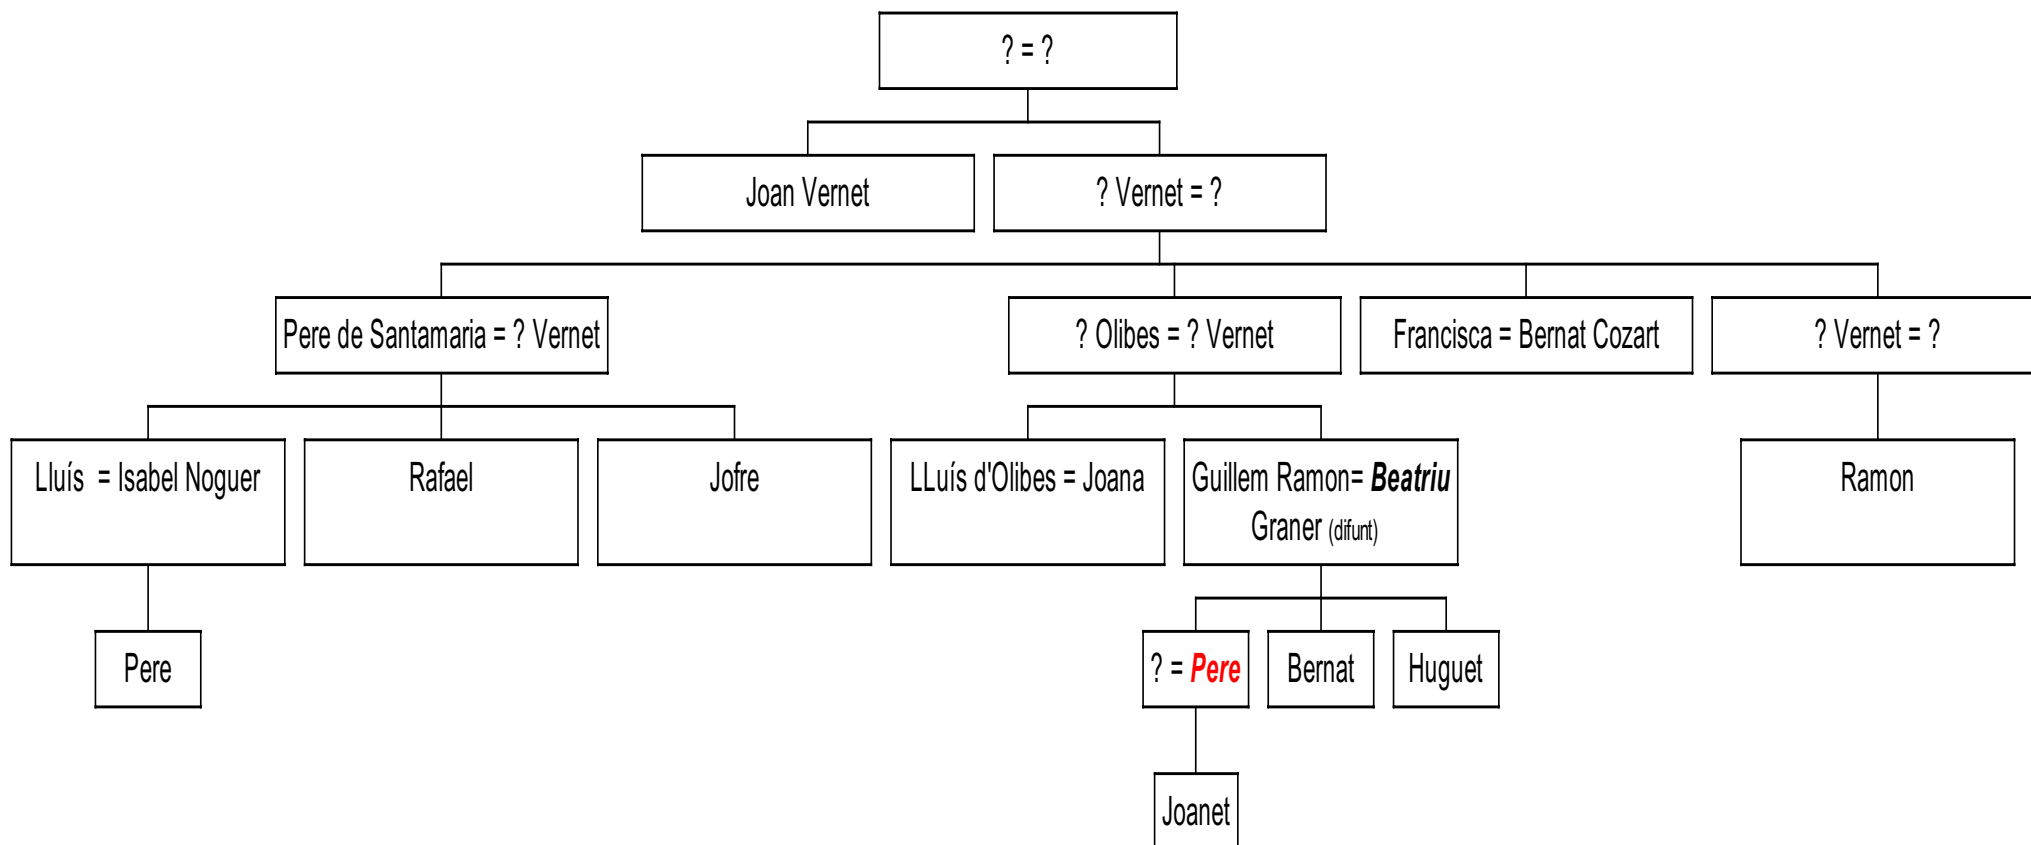 ? = ?
Joan Vernet
? Vernet = ?
Pere de Santamaria = ? Vernet
? Olibes = ? Vernet
Francisca = Bernat Cozart
? Vernet = ?
Lluís  = Isabel Noguer
Rafael
Jofre
LLuís d'Olibes = Joana
Guillem Ramon= Beatriu
Graner (difunt)
Ramon
Pere
? = Pere
Bernat
Huguet
Joanet